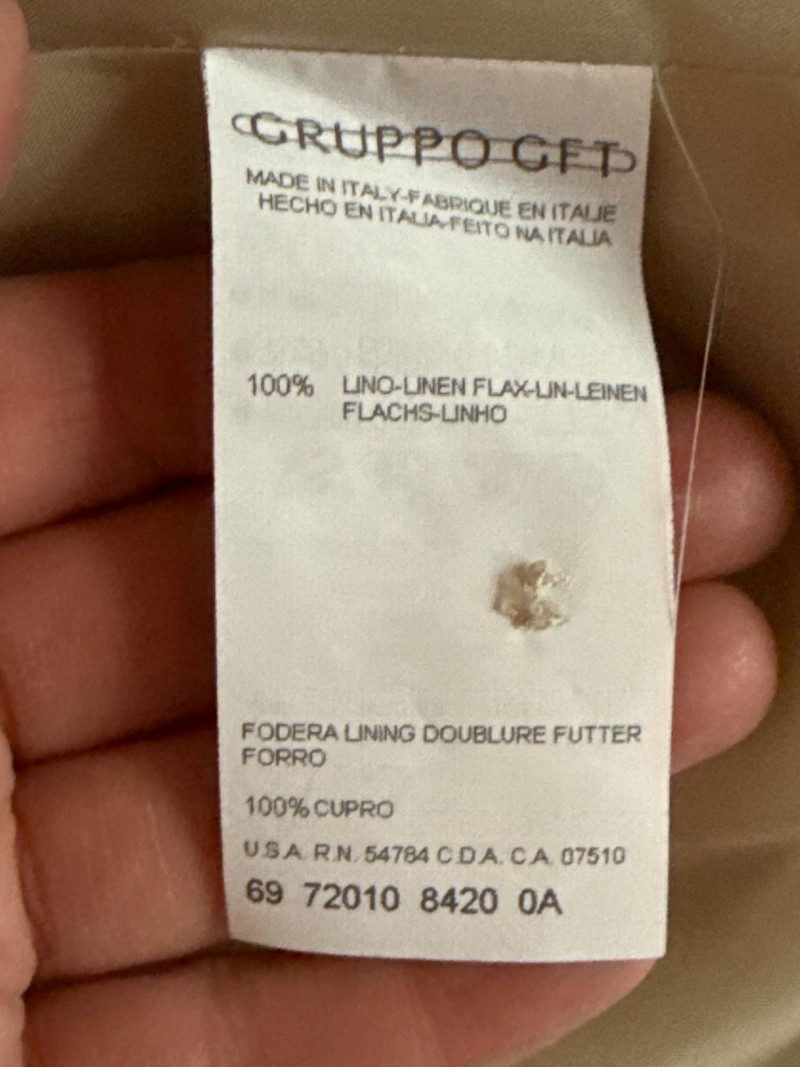 GRUPPO GFT
MADE IN ITALY-FABRIQUE EN ITALIE
HECHO EN ITALIA-FEITO NA ITALIA
100% LINO-LINEN FLAX-LIN-LEINEN
FLACHS-LINHO
FODERA LINING DOUBLURE FUTTER
FORRO
100% CUPRO
U.S.A. R.N. 54784 C.D.A. C.A. 07510
69 72010 8420 0A